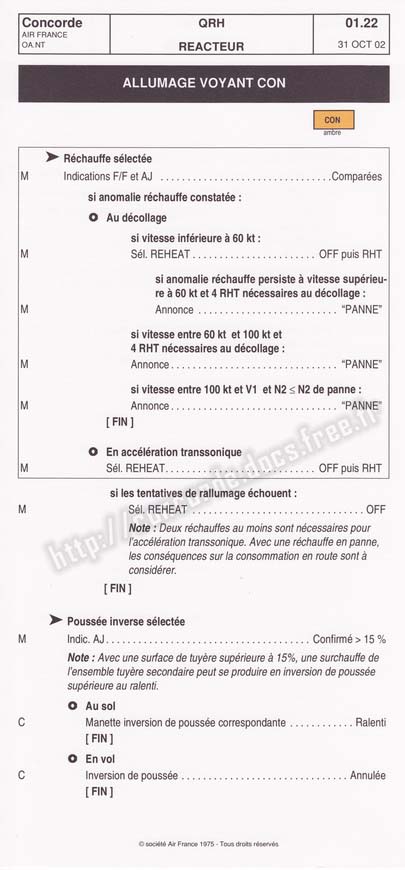 Concorde
AIR FRANCE
OA.NT
QRH
REACTEUR
01.22
31 OCT 02
ALLUMAGE VOYANT CON
CON
ambre
➤ Réchauffe sélectée
M Indications F/F et AJ ...............................Comparées
si anomalie réchauffe constatée :
Au décollage
si vitesse inférieure à 60 kt :
M Sél. REHEAT ....................... OFF puis RHT
si anomalie réchauffe persiste à vitesse supérieu-
re à 60 kt et 4 RHT nécessaires au décollage :
M Annonce ......................... “PANNE”
si vitesse entre 60 kt et 100 kt et
4 RHT nécessaires au décollage :
M Annonce .............................. “PANNE”
si vitesse entre 100 kt et V1 et N2 ≤ N2 de panne :
M Annonce .............................. “PANNE”
[ FIN ]
En accélération transsonique
M Sél. REHEAT........................... OFF puis RHT
si les tentatives de rallumage échouent :
M Sél. REHEAT ............................... OFF
Note : Deux réchauffes au moins sont nécessaires pour
l'accélération transsonique. Avec une réchauffe en panne,
les conséquences sur la consommation en route sont à
considérer.
[ FIN ]
➤ Poussée inverse sélectée
M Indic. AJ..................................... Confirmé > 15 %
Note : Avec une surface de tuyère supérieure à 15%, une surchauffe de
l'ensemble tuyère secondaire peut se produire en inversion de poussée
supérieure au ralenti.
Au sol
C Manette inversion de poussée correspondante ............ Ralenti
[ FIN ]
En vol
C Inversion de poussée .............................. Annulée
[ FIN ]
© société Air France 1975 - Tous droits réservés
http://concorde.docs.free.fr